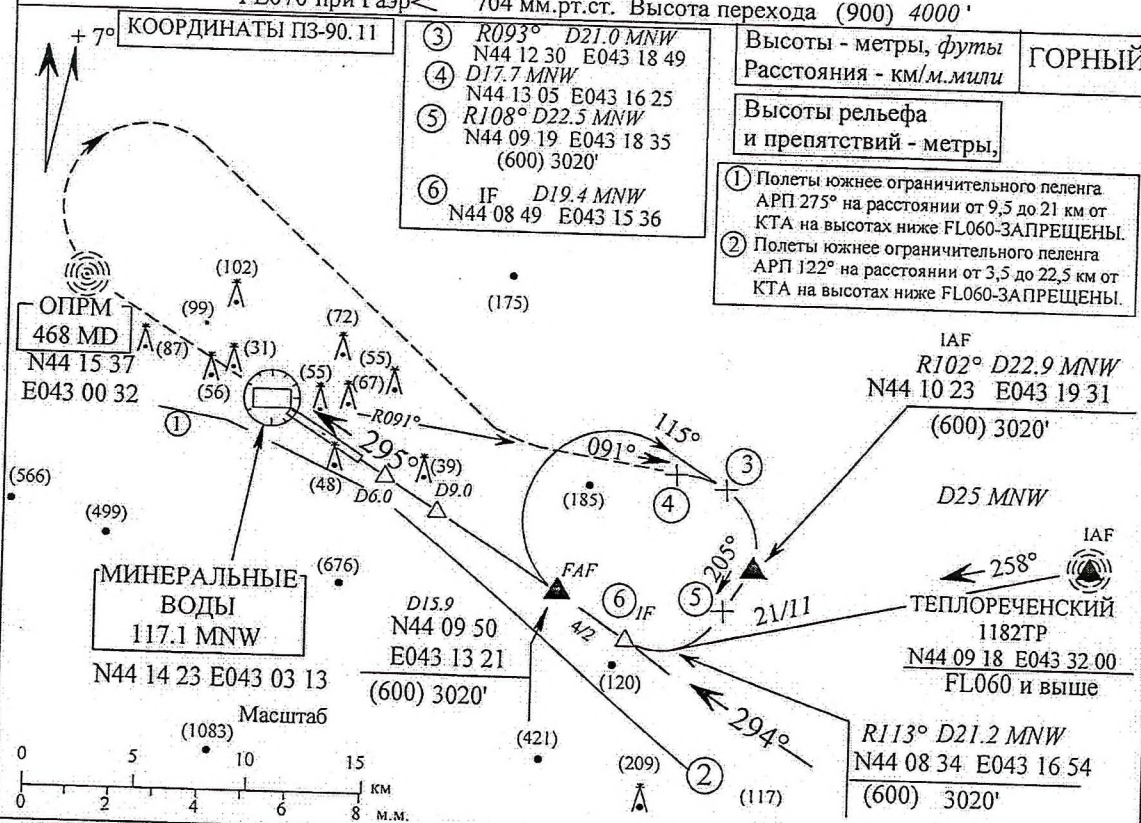 FL070 при Раэр< 704 мм.рт.ст. Высота перехода (900) 4000'
+ 7°
КООРДИНАТЫ ПЗ-90.11
③ R093° D21.0 MNW
N44 12 30 E043 18 49
④ D17.7 MNW
N44 13 05 E043 16 25
⑤ R108° D22.5 MNW
N44 09 19 E043 18 35
(600) 3020'
⑥ IF D19.4 MNW
N44 08 49 E043 15 36
Высоты - метры, футы
Расстояния - км/м.мили
ГОРНЫЙ
Высоты рельефа
и препятствий - метры,
① Полеты южнее ограничительного пеленга
АРП 275° на расстоянии от 9,5 до 21 км от
КТА на высотах ниже FL060-ЗАПРЕЩЕНЫ.
② Полеты южнее ограничительного пеленга
АРП 122° на расстоянии от 3,5 до 22,5 км от
КТА на высотах ниже FL060-ЗАПРЕЩЕНЫ.
(102)
(175)
(99)
(72)
ОПРМ
468 MD
N44 15 37
E043 00 32
(87)
(31)
(56)
(55)
(55)
(67)
R091°
①
295°
(48)
D6.0
(39)
D9.0
IAF
R102° D22.9 MNW
N44 10 23 E043 19 31
(600) 3020'
115°
091°
③
④
(185)
205°
D25 MNW
IAF
258°
ТЕПЛОРЕЧЕНСКИЙ
1182ТР
N44 09 18 E043 32 00
FL060 и выше
(566)
(499)
(676)
МИНЕРАЛЬНЫЕ
ВОДЫ
117.1 MNW
N44 14 23 E043 03 13
FAF
D15.9
N44 09 50
E043 13 21
(600) 3020'
4/2
⑥ IF
⑤
21/11
(120)
294°
R113° D21.2 MNW
N44 08 34 E043 16 54
(600) 3020'
(421)
(209)
②
(117)
(1083)
Масштаб
0 5 10 15 км
0 2 4 6 8 м.м.